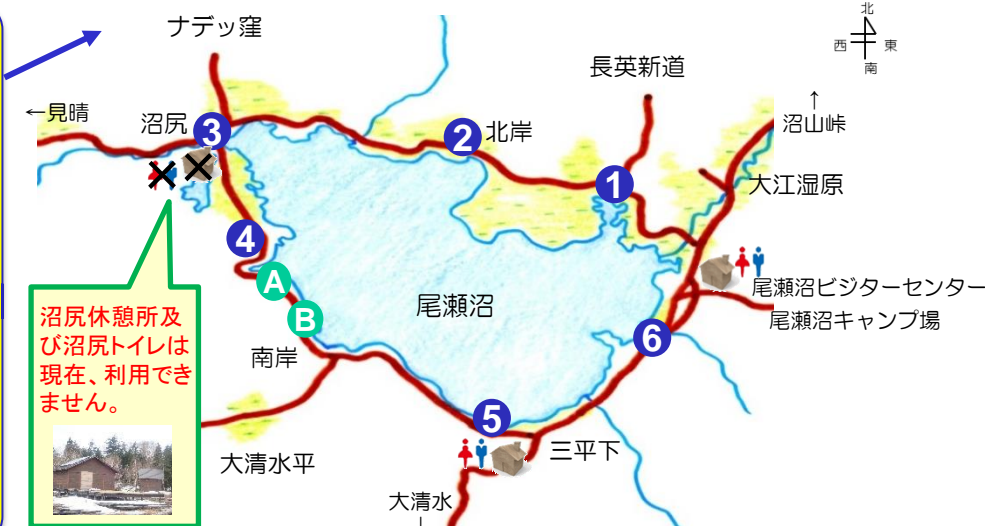 ナデッ窪
北
西 東
南
長英新道
←見晴
沼尻
3
2
北岸
↑
沼山峠
1
大江湿原
4
A
尾瀬沼
尾瀬沼ビジターセンター
B
尾瀬沼キャンプ場
沼尻休憩所及
び沼尻トイレは
現在、利用でき
ません。
6
南岸
5
大清水平
三平下
大清水